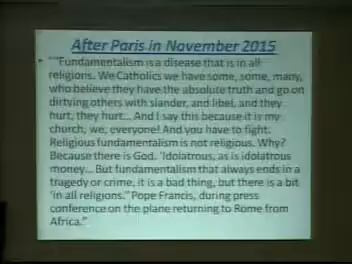 After Paris in November 2015
• "Fundamentalism is a disease that is in all
religions. We Catholics we have some, some, many,
who believe they have the absolute truth and go on
dirtying others with slander, and libel, and they
hurt, they hurt... And I say this because it is my
church, we, everyone! And you have to fight.
Religious fundamentalism is not religious. Why?
Because there is God. 'Idolatrous, as is idolatrous
money... But fundamentalism that always ends in a
tragedy or crime, it is a bad thing, but there is a bit
'in all religions." Pope Francis, during press
conference on the plane returning to Rome from
Africa."